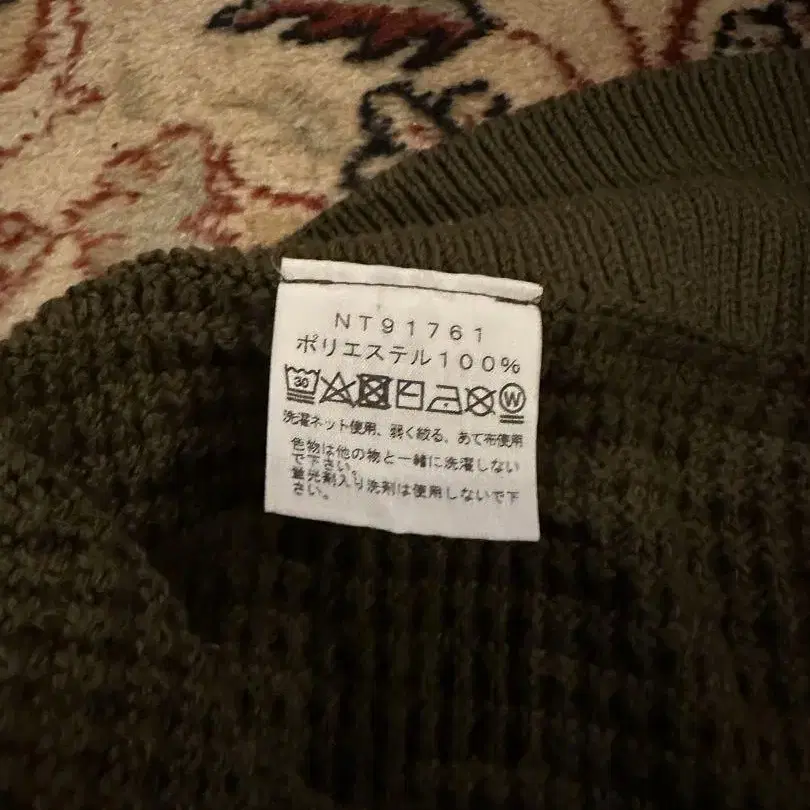 NT91761
ポリエステル100%
30 W
洗濯ネット使用、弱く絞る、あて布使用
色物は他の物と一緒に洗濯しない
で下さい。
蛍光剤入り洗剤は使用しないで下
さい。